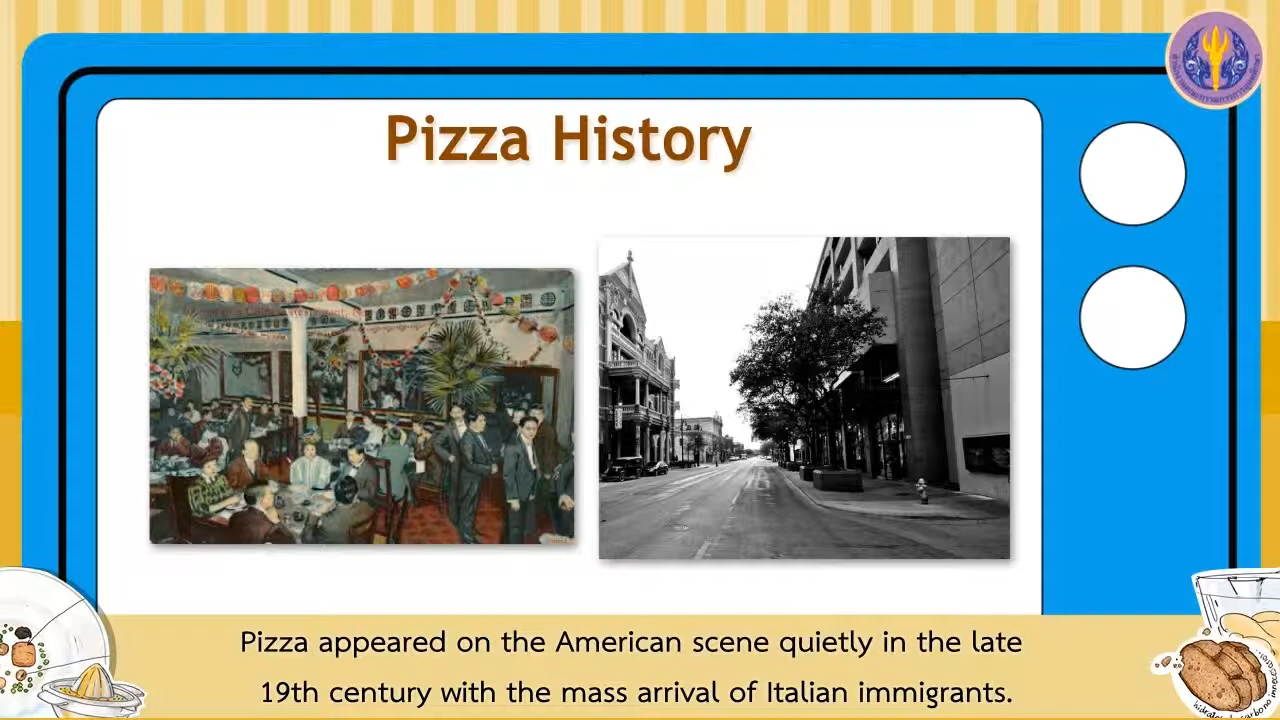 Pizza History
Pizza appeared on the American scene quietly in the late
19th century with the mass arrival of Italian immigrants.